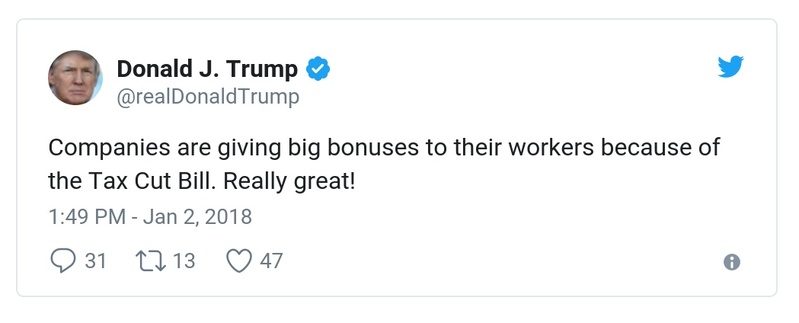 Donald J. Trump
@realDonaldTrump
Companies are giving big bonuses to their workers because of
the Tax Cut Bill. Really great!
1:49 PM - Jan 2, 2018
31 13 47